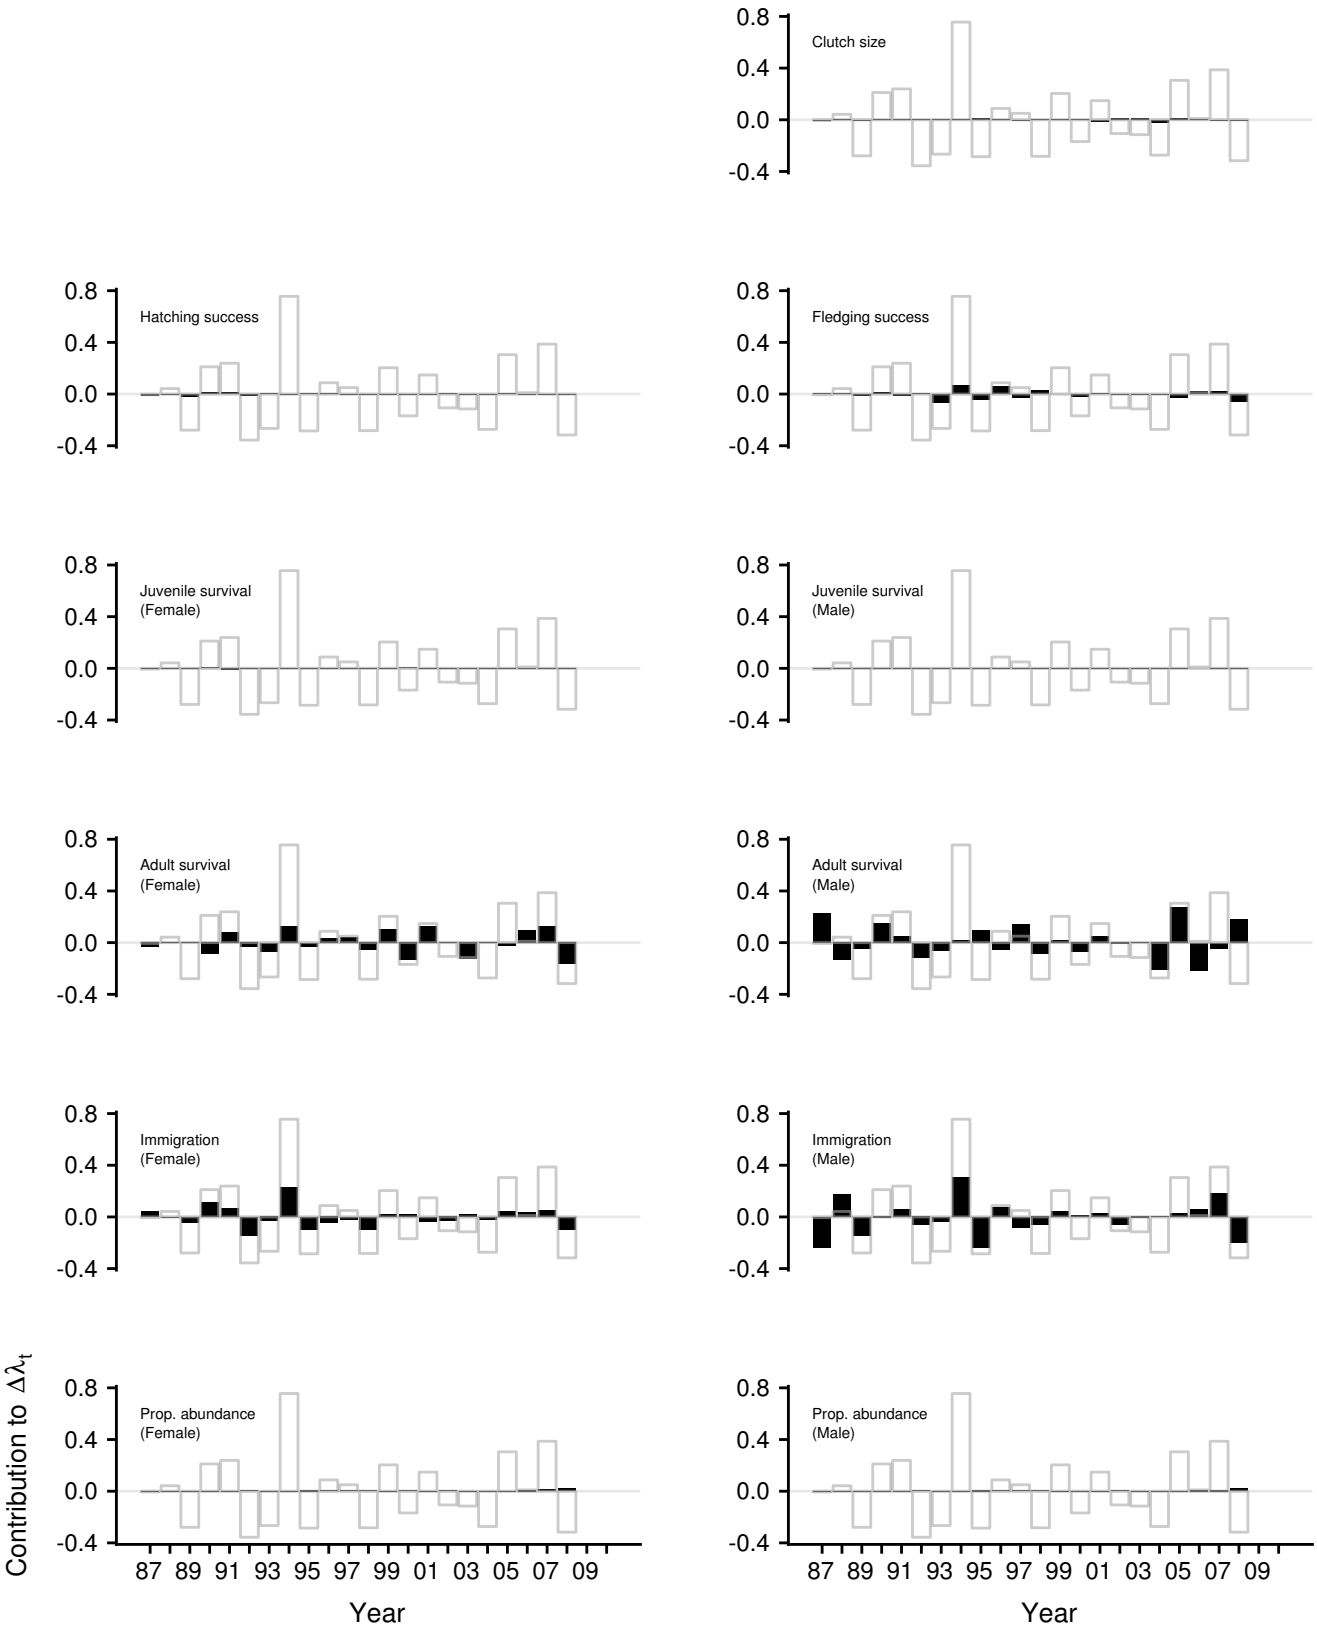 0.8
0.4
0.0
-0.4
Clutch size
0.8
0.4
0.0
-0.4
Hatching success
0.8
0.4
0.0
-0.4
Fledging success
0.8
0.4
0.0
-0.4
Juvenile survival
(Female)
0.8
0.4
0.0
-0.4
Juvenile survival
(Male)
0.8
0.4
0.0
-0.4
Adult survival
(Female)
0.8
0.4
0.0
-0.4
Adult survival
(Male)
0.8
0.4
0.0
-0.4
Immigration
(Female)
0.8
0.4
0.0
-0.4
Immigration
(Male)
0.8
0.4
0.0
-0.4
Prop. abundance
(Female)
87 89 91 93 95 97 99 01 03 05 07 09
Year
0.8
0.4
0.0
-0.4
Prop. abundance
(Male)
87 89 91 93 95 97 99 01 03 05 07 09
Year
Contribution to Δλt